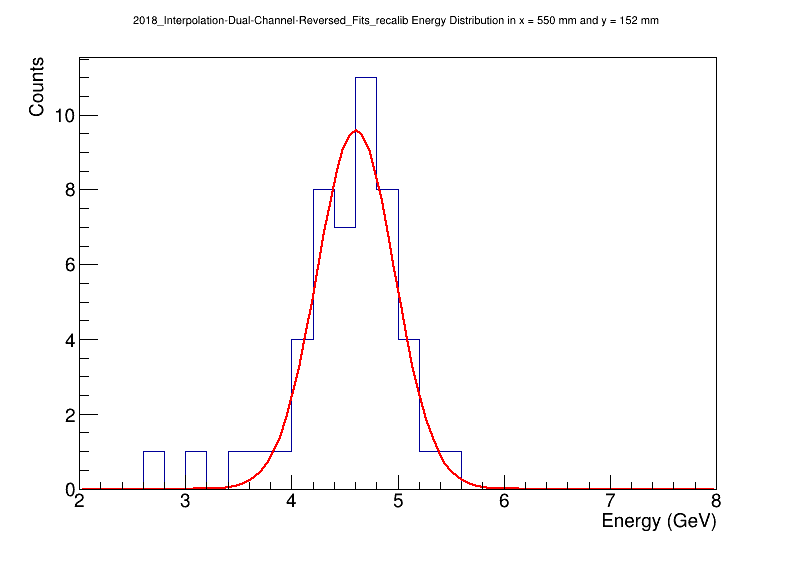 2018_Interpolation-Dual-Channel-Reversed_Fits_recalib Energy Distribution in x = 550 mm and y = 152 mm
Counts
10
8
6
4
2
0
2 3 4 5 6 7 8
Energy (GeV)